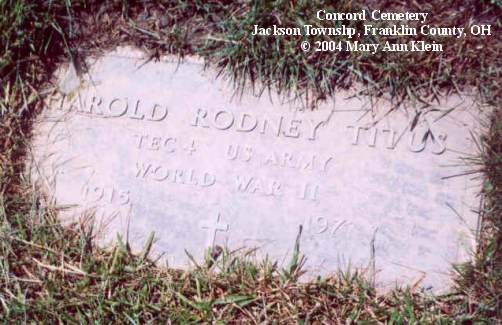 Concord Cemetery
Jackson Townshp, Franklin County, OH
© 2004 Mary Ann Klein
HAROLD RODNEY TITUS
TEC 4 US ARMY
WORLD WAR II
1915